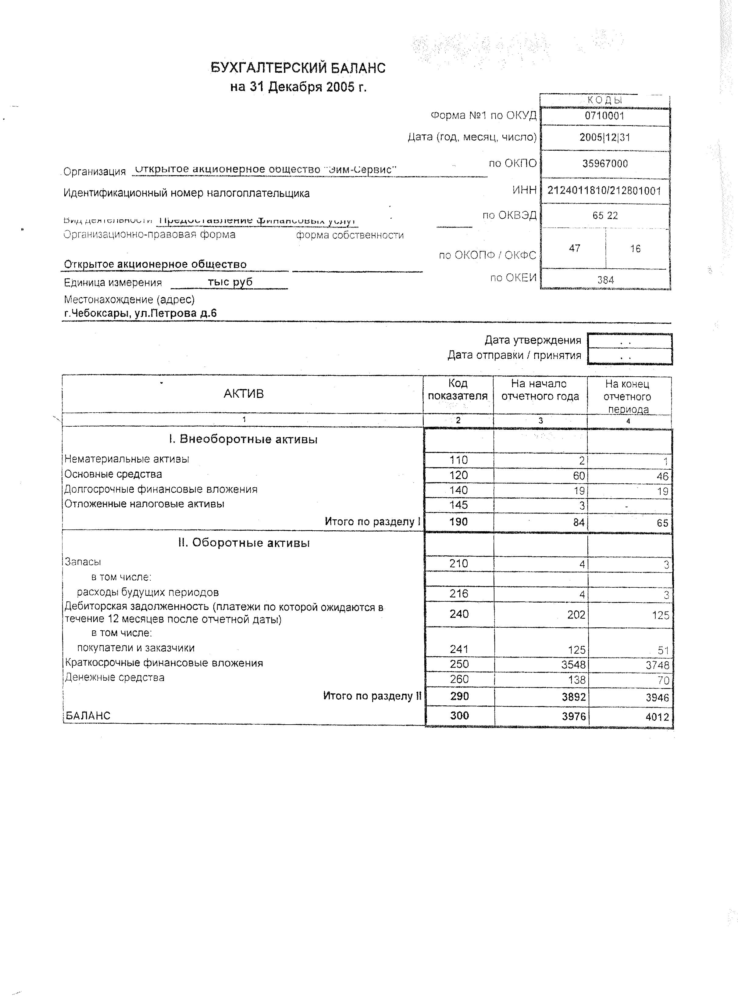 БУХГАЛТЕРСКИЙ БАЛАНС
на 31 Декабря 2005 г.
КОДЫ
Форма №1 по ОКУД 0710001
Дата (год, месяц, число) 2005|12|31
по ОКПО 35967000
Организация Открытое акционерное общество "Зим-Сервис"
Идентификационный номер налогоплательщика ИНН 2124011810/212801001
Вид деятельности Предоставление финансовых услуг по ОКВЭД 65 22
Организационно-правовая форма форма собственности
по ОКОПФ / ОКФС 47 16
Открытое акционерное общество
Единица измерения тыс руб по ОКЕИ 384
Местонахождение (адрес)
г.Чебоксары, ул.Петрова д.6
Дата утверждения . .
Дата отправки / принятия . .
АКТИВ Код показателя На начало отчетного года На конец отчетного периода
1 2 3 4
I. Внеоборотные активы
Нематериальные активы 110 2 1
Основные средства 120 60 46
Долгосрочные финансовые вложения 140 19 19
Отложенные налоговые активы 145 3 -
Итого по разделу I 190 84 65
II. Оборотные активы
Запасы 210 4 3
в том числе:
расходы будущих периодов 216 4 3
Дебиторская задолженность (платежи по которой ожидаются в
течение 12 месяцев после отчетной даты) 240 202 125
в том числе:
покупатели и заказчики 241 125 51
Краткосрочные финансовые вложения 250 3548 3748
Денежные средства 260 138 70
Итого по разделу II 290 3892 3946
БАЛАНС 300 3976 4012